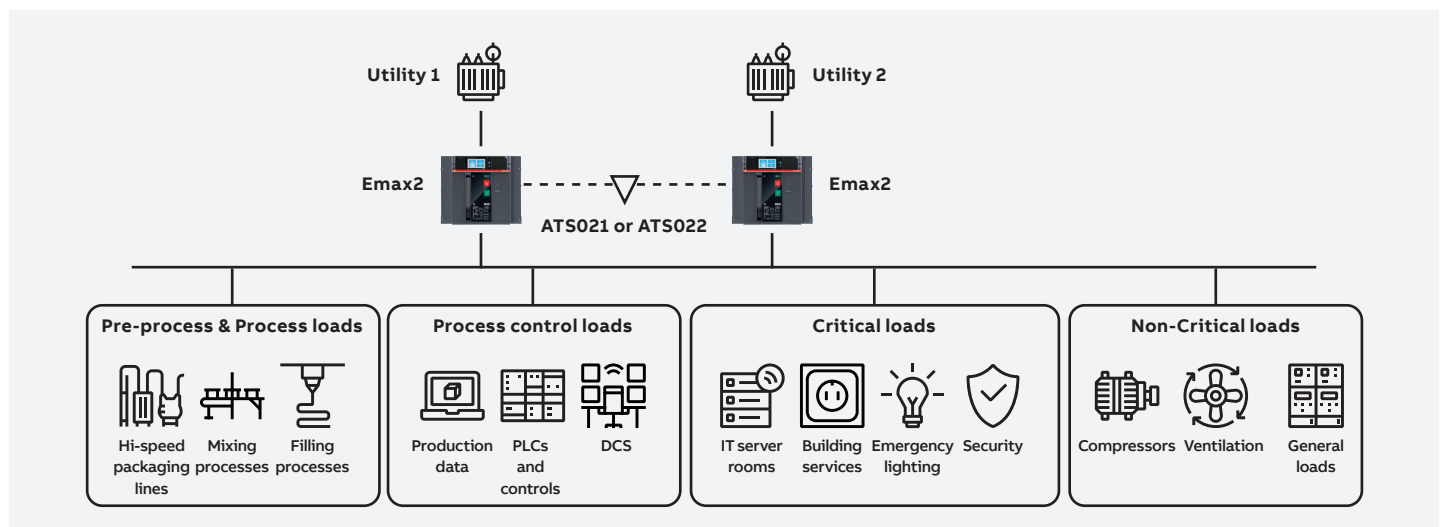 Utility 1
Utility 2
Emax2
Emax2
ATS021 or ATS022
Pre-process & Process loads
Hi-speed
packaging
lines
Mixing
processes
Filling
processes
Process control loads
Production
data
PLCs
and
controls
DCS
Critical loads
IT server
rooms
Building
services
Emergency
lighting
Security
Non-Critical loads
Compressors
Ventilation
General
loads